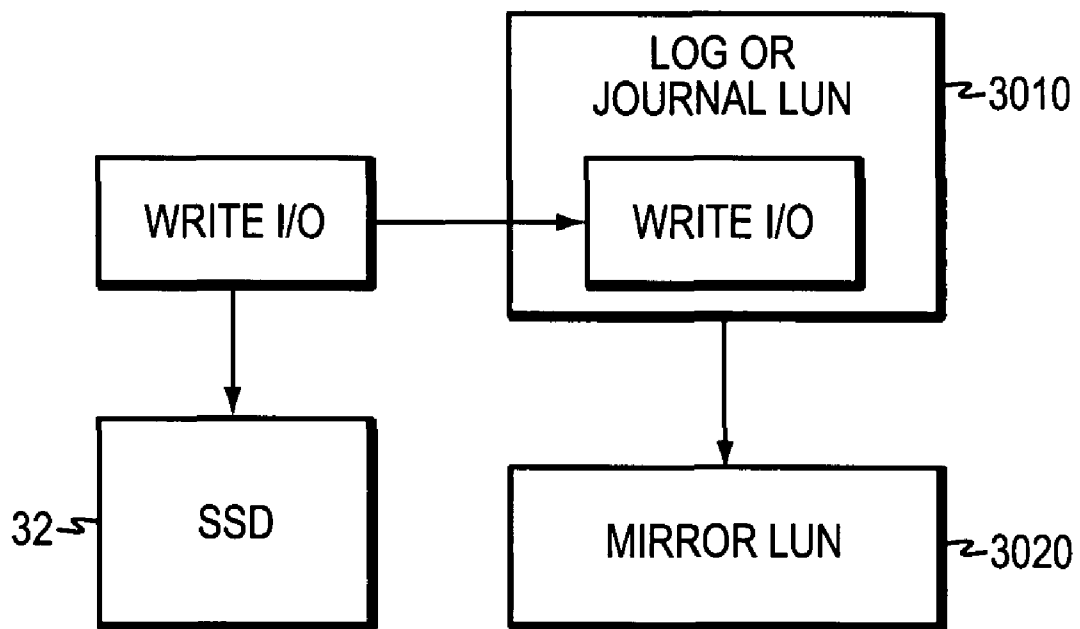 LOG OR
JOURNAL LUN
3010
WRITE I/O
WRITE I/O
32
SSD
MIRROR LUN
3020